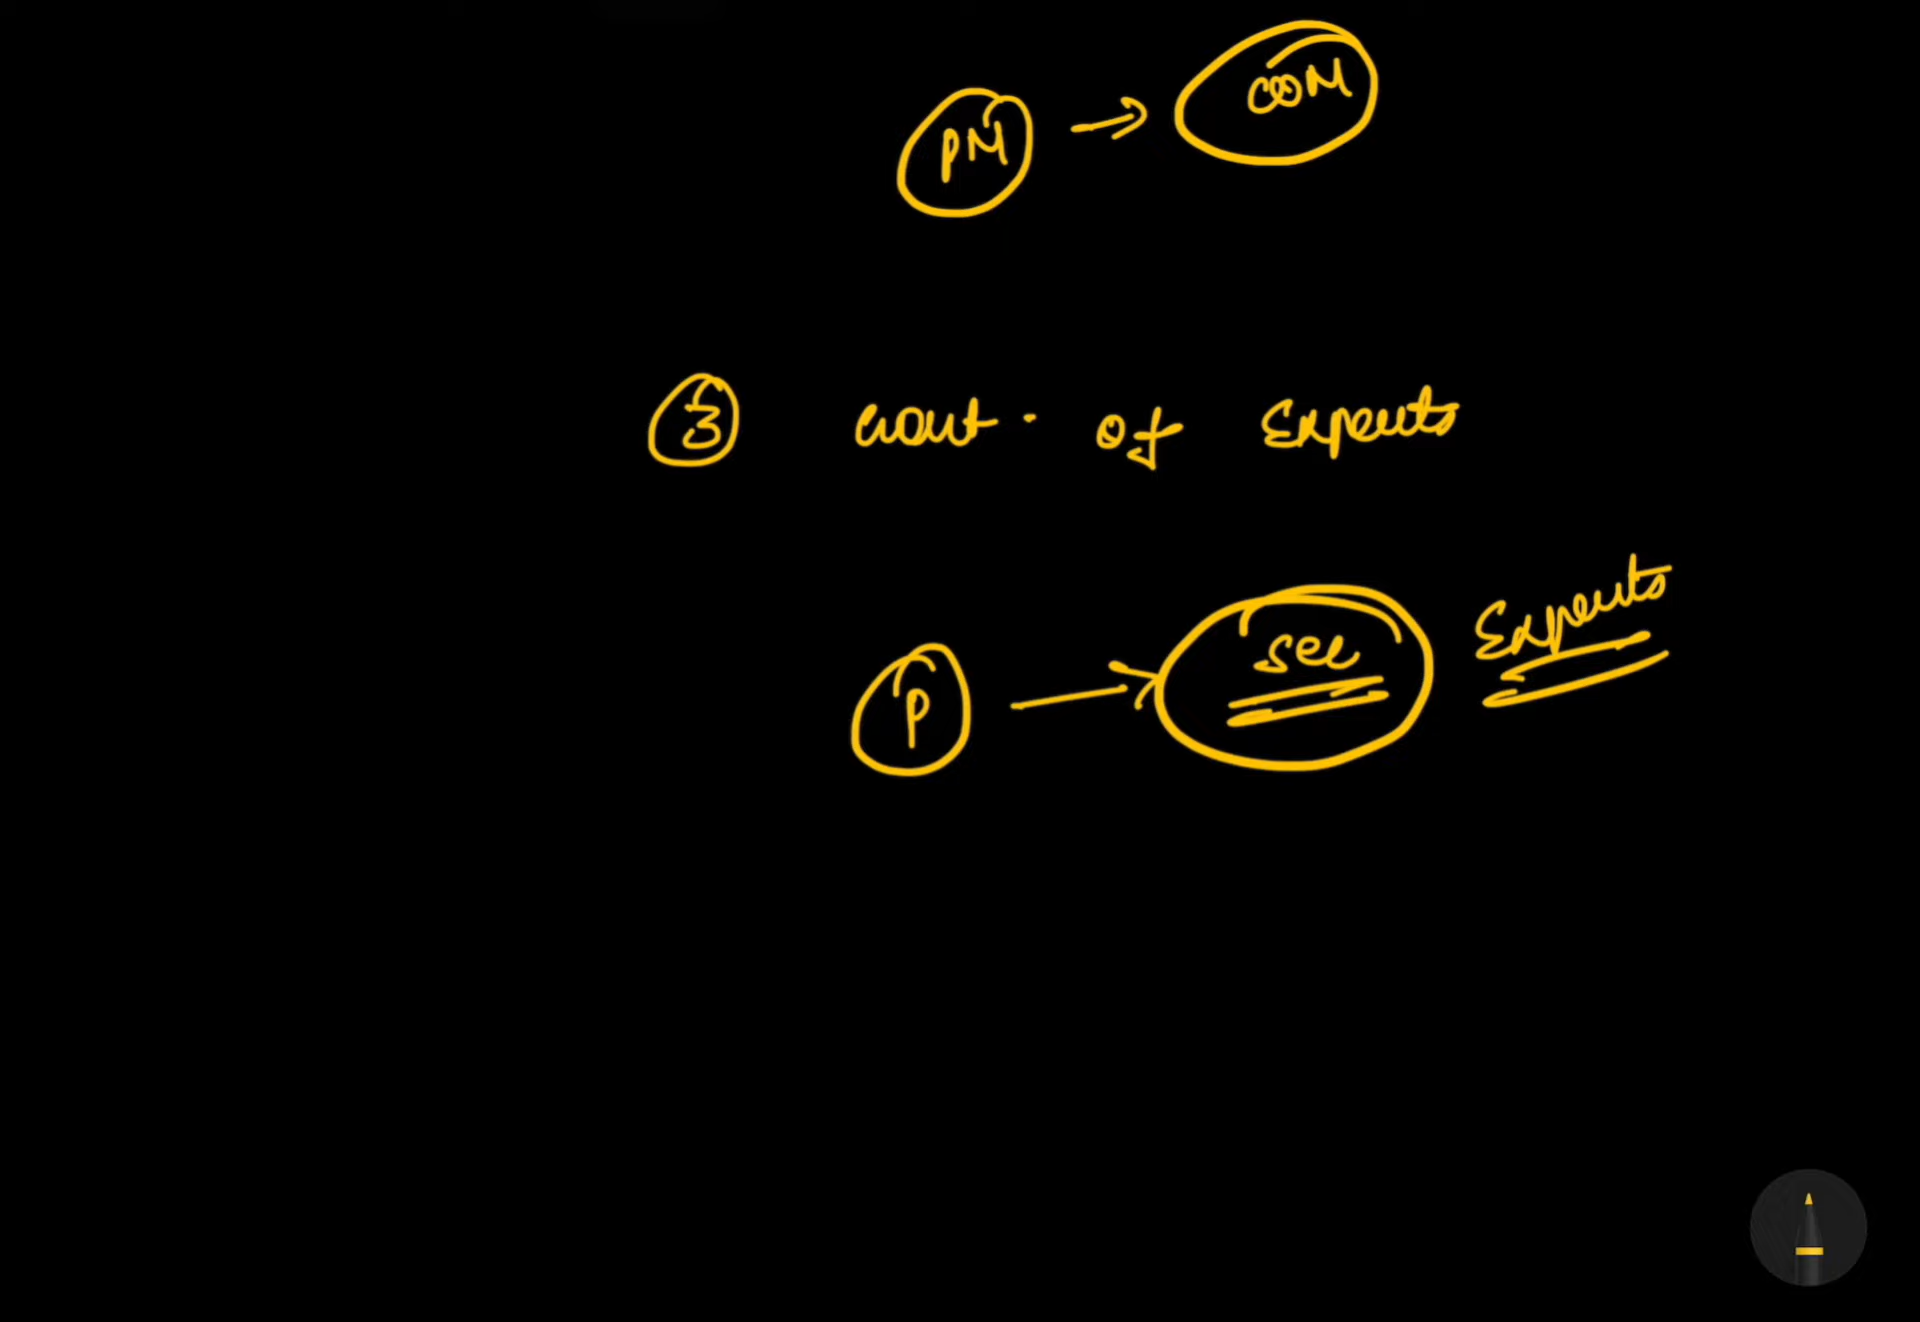 PM → COM
3 Govt. of Experts
P → Sec Experts